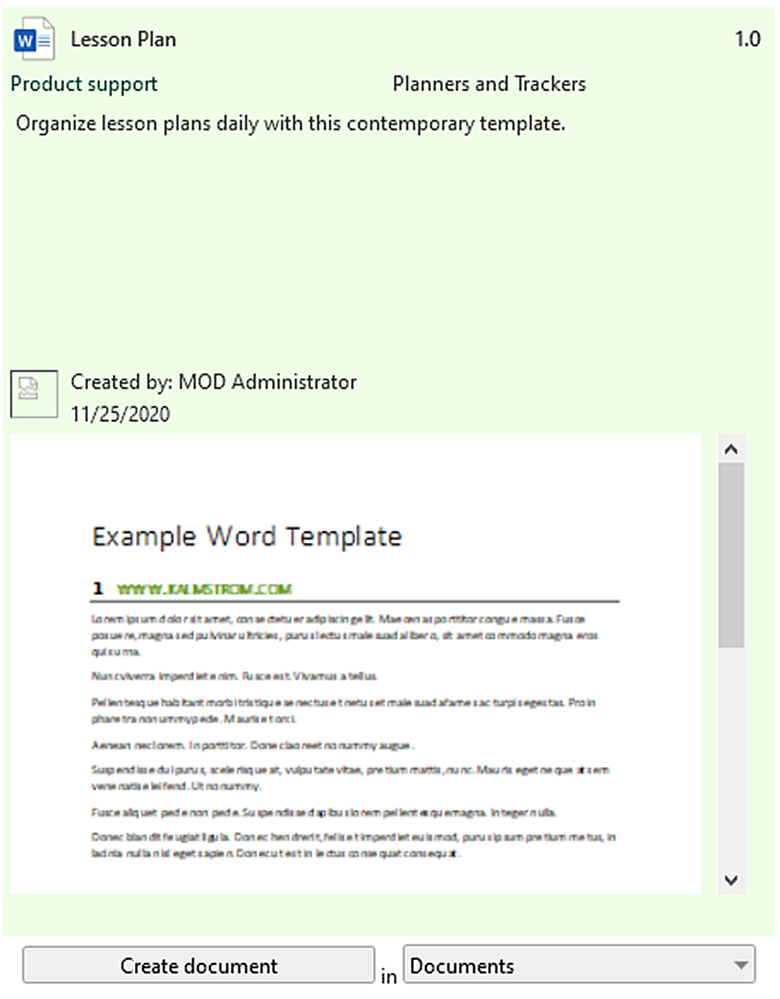 W
Lesson Plan 1.0
Product support Planners and Trackers
Organize lesson plans daily with this contemporary template.
Created by: MOD Administrator
11/25/2020
Example Word Template
1 WWW.KALMSTROM.COM
Lorem ipsum dolor sit amet, consectetuer adipiscing elit. Maecenas porttitor congue massa. Fusce
posuere, magna sed pulvinar ultricies, purus lectus malesuada libero, sit amet commodo magna eros
quis urna.
Nunc viverra imperdiet enim. Fusce est. Vivamus a tellus.
Pellentesque habitant morbi tristique senectus et netus et malesuada fames ac turpis egestas. Proin
pharetra nonummy pede. Mauris et orci.
Aenean nec lorem. In porttitor. Donec laoreet nonummy augue.
Suspendisse dui purus, scelerisque at, vulputate vitae, pretium mattis, nunc. Mauris eget neque at sem
venenatis eleifend. Ut nonummy.
Fusce aliquet pede non pede. Suspendisse dapibus lorem pellentesque magna. Integer nulla.
Donec blandit feugiat ligula. Donec hendrerit, felis et imperdiet euismod, purus ipsum pretium metus, in
lacinia nulla nisl eget sapien. Donec ut est in lectus consequat consequat.
Create document in Documents